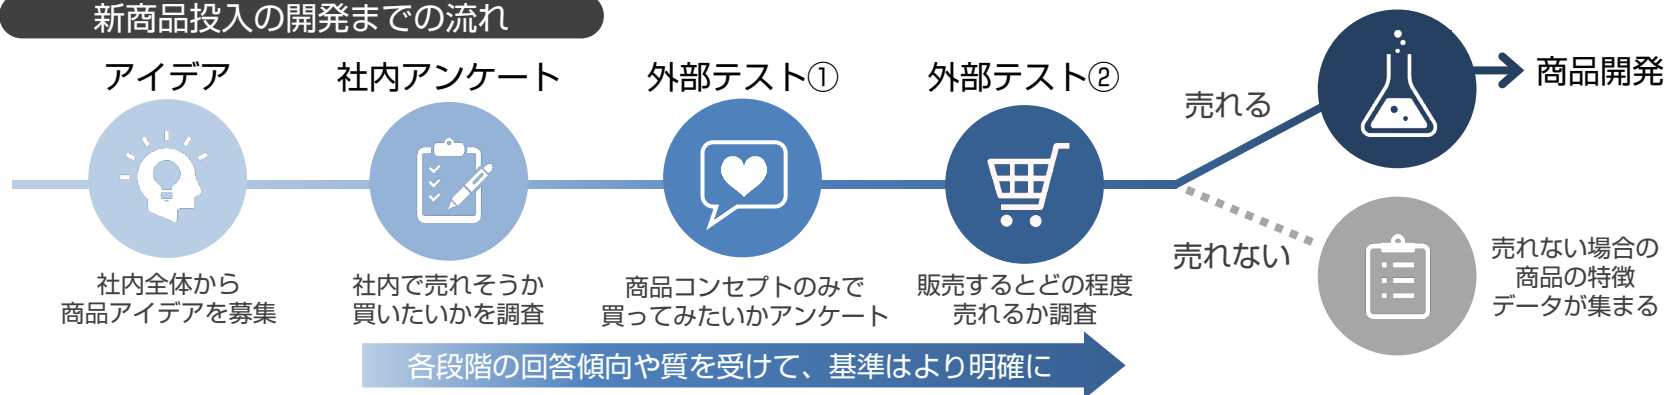 新商品投入の開発までの流れ
アイデア
社内全体から
商品アイデアを募集
社内アンケート
社内で売れそうか
買いたいかを調査
外部テスト①
商品コンセプトのみで
買ってみたいかアンケート
外部テスト②
販売するとどの程度
売れるか調査
売れる
商品開発
売れない
売れない場合の
商品の特徴
データが集まる
各段階の回答傾向や質を受けて、基準はより明確に